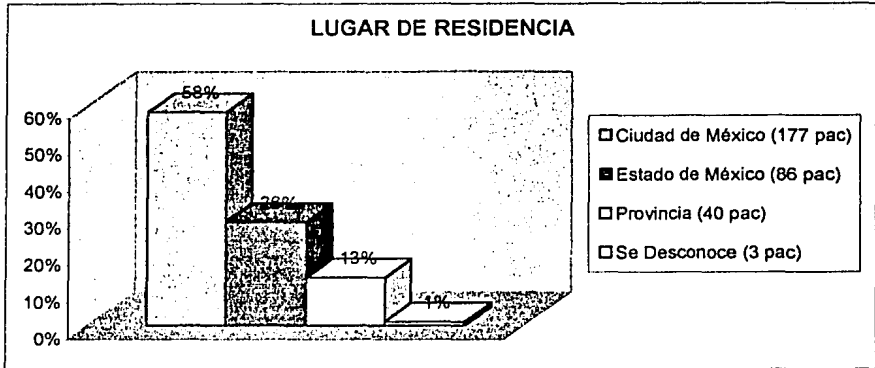 LUGAR DE RESIDENCIA
58%
28%
13%
1%
60%
50%
40%
30%
20%
10%
0%
Ciudad de México (177 pac)
Estado de México (86 pac)
Provincia (40 pac)
Se Desconoce (3 pac)